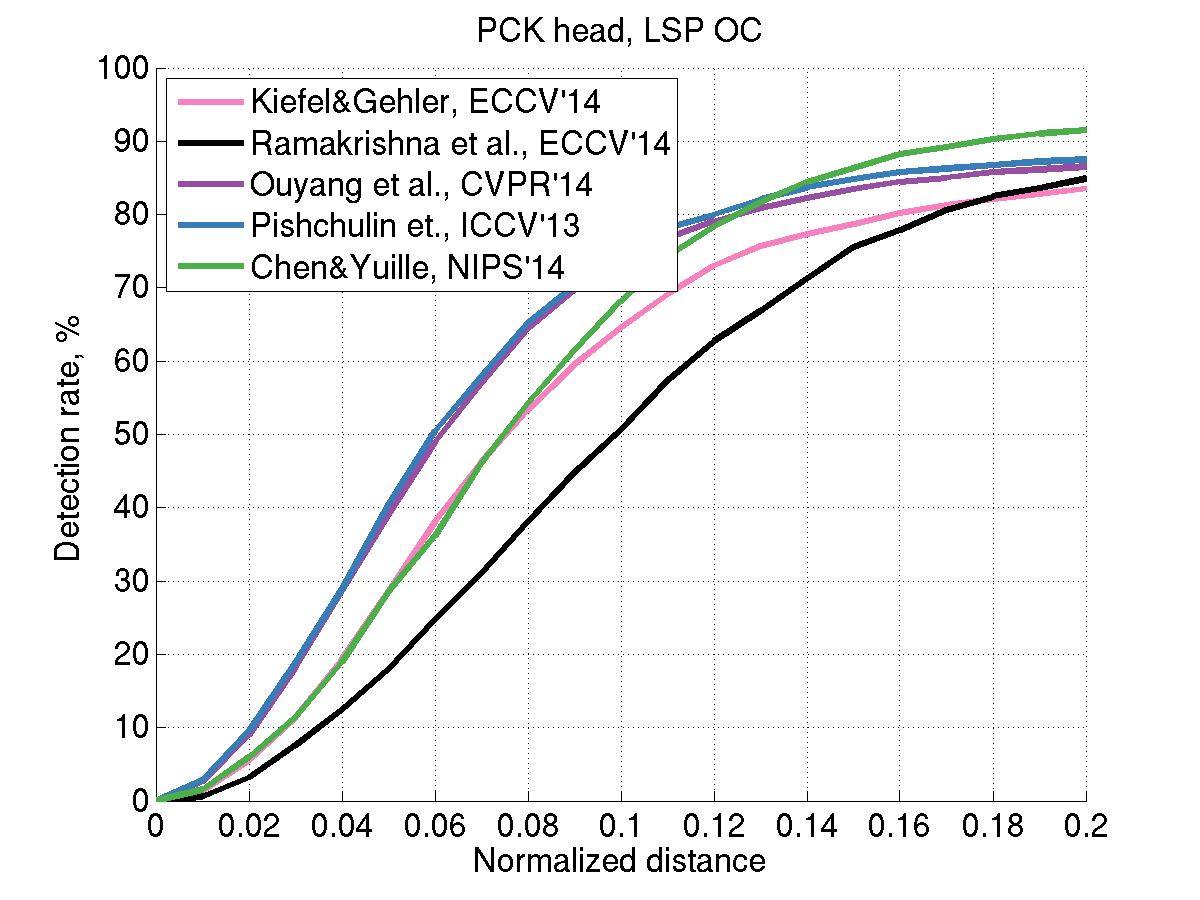 PCK head, LSP OC
100
90
80
70
60
50
40
30
20
10
0
Kiefel&Gehler, ECCV'14
Ramakrishna et al., ECCV'14
Ouyang et al., CVPR'14
Pishchulin et., ICCV'13
Chen&Yuille, NIPS'14
Detection rate, %
0 0.02 0.04 0.06 0.08 0.1 0.12 0.14 0.16 0.18 0.2
Normalized distance